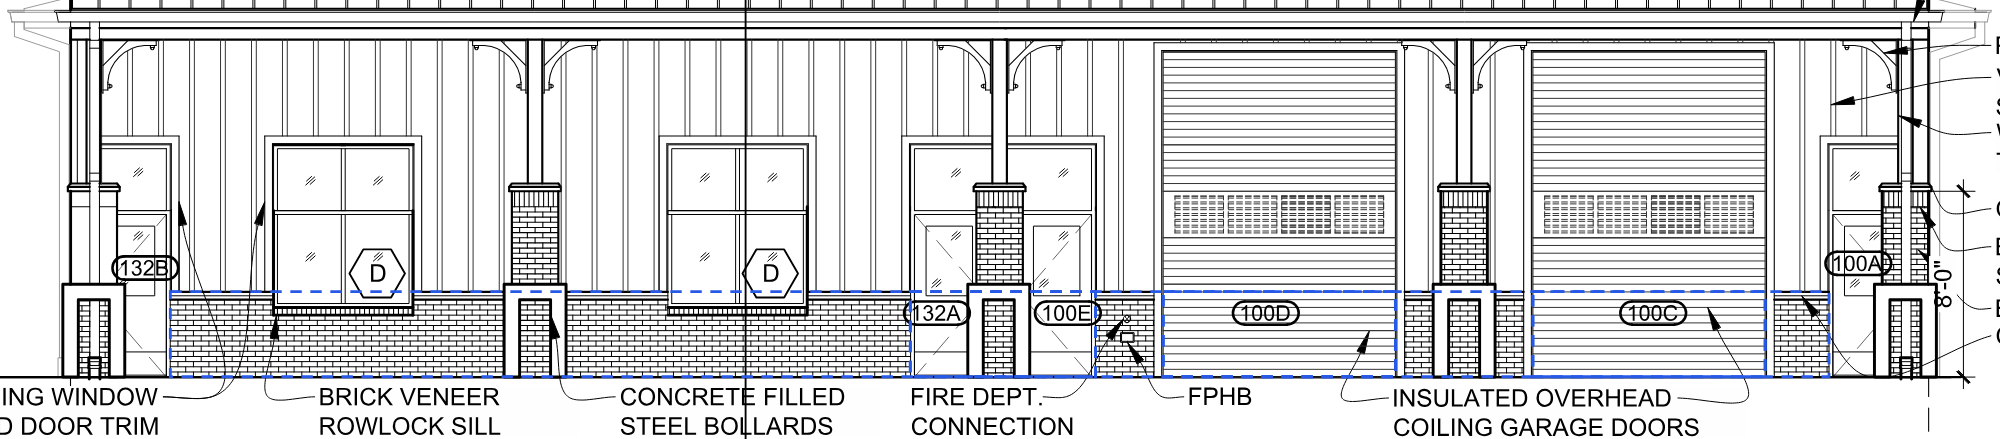 132B
D
D
132A
100E
100D
100C
100A
8'-0"
ING WINDOW
D DOOR TRIM
BRICK VENEER
ROWLOCK SILL
CONCRETE FILLED
STEEL BOLLARDS
FIRE DEPT.
CONNECTION
FPHB
INSULATED OVERHEAD
COILING GARAGE DOORS